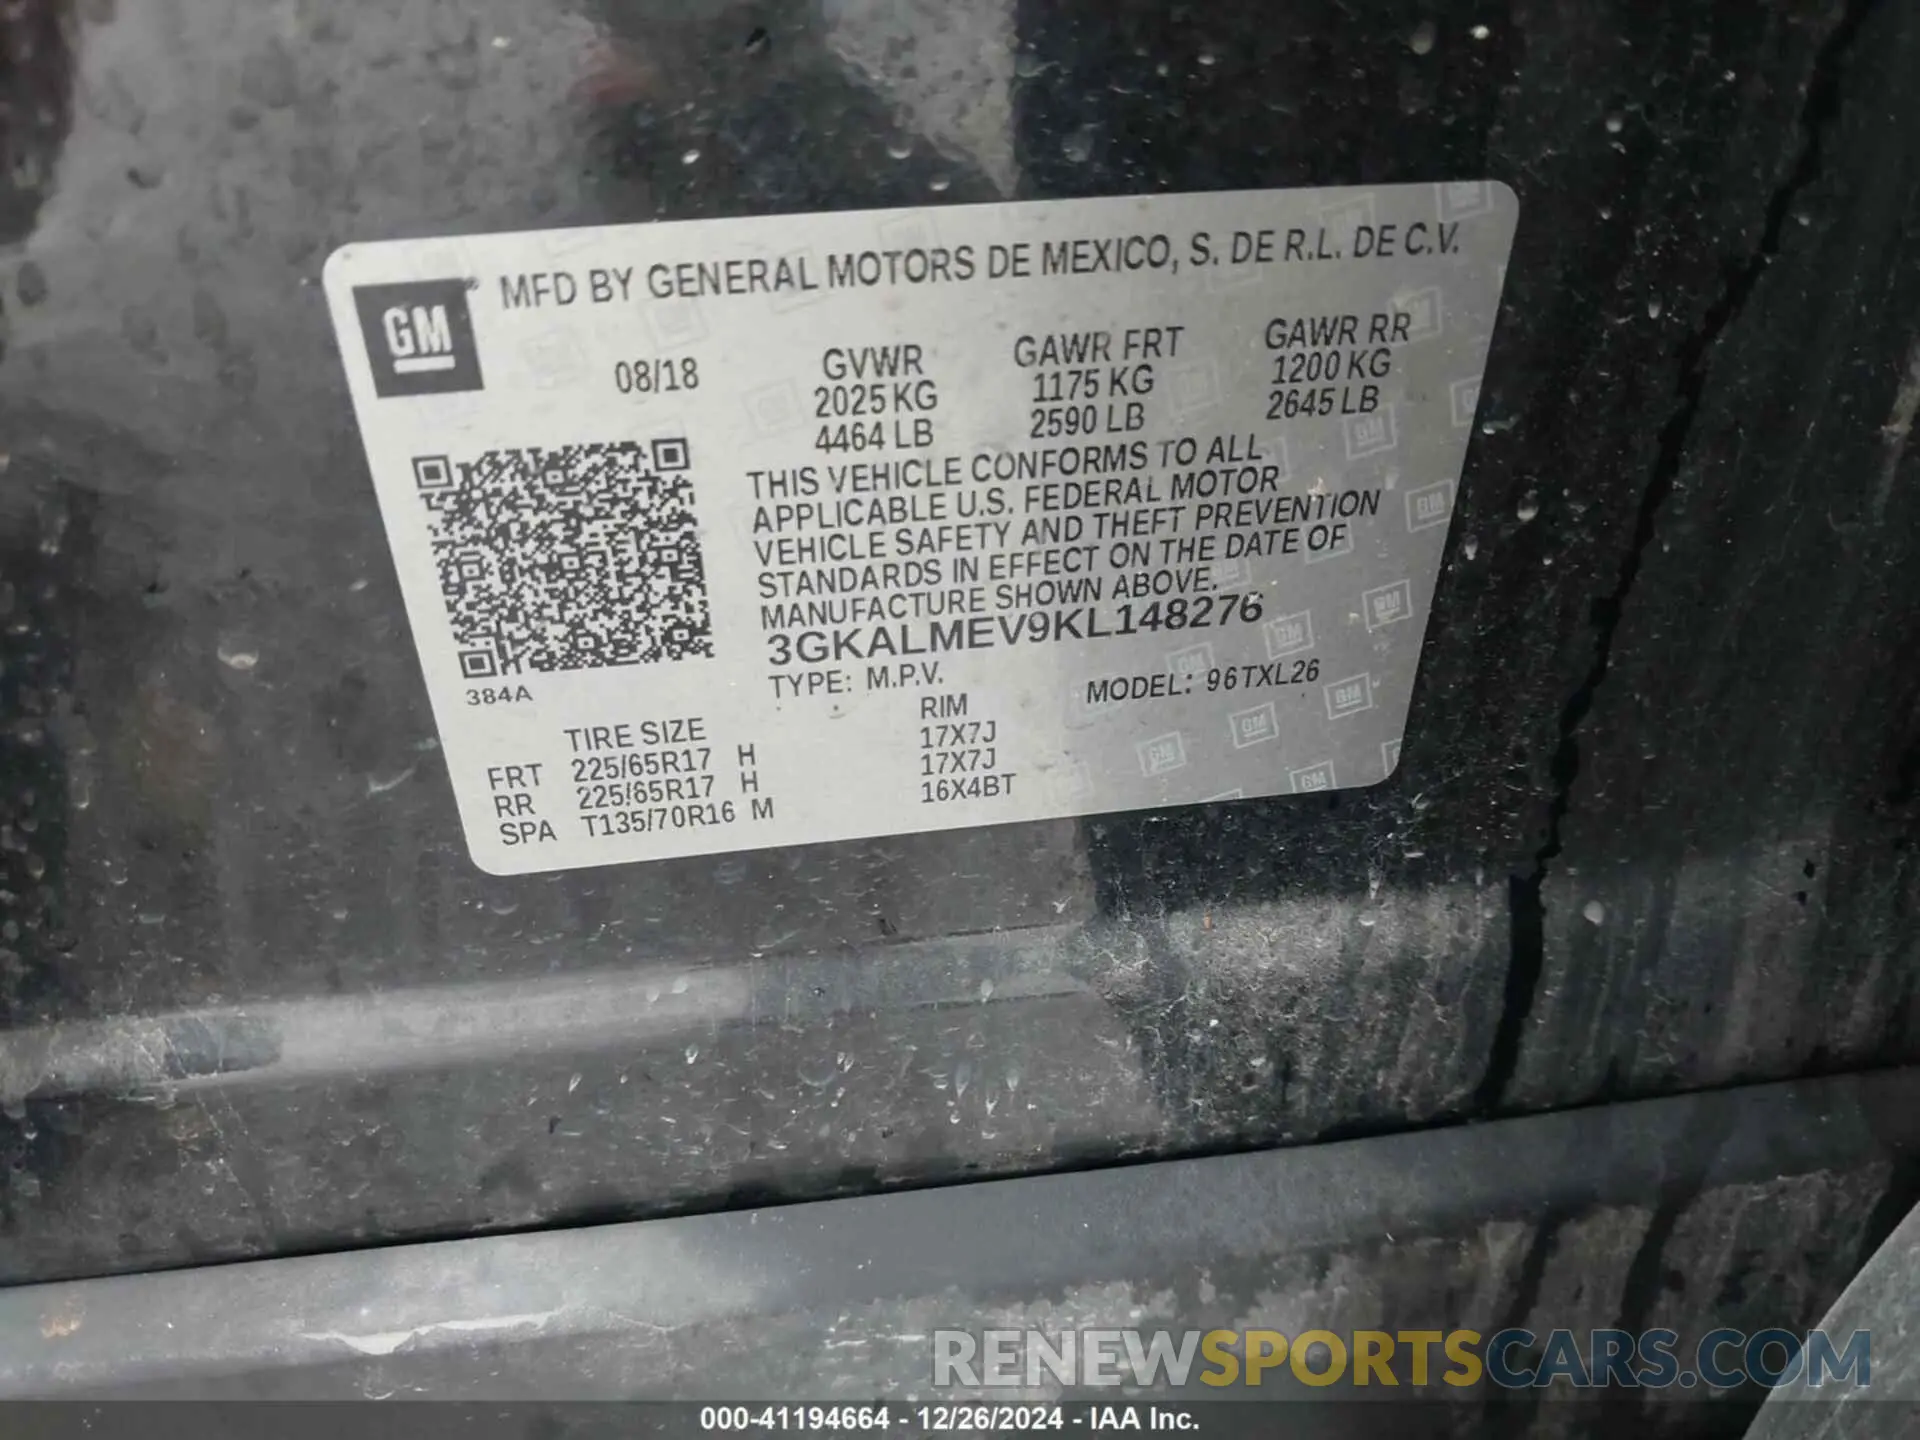 GM
MFD BY GENERAL MOTORS DE MEXICO, S. DE R.L. DE C.V.
08/18
GVWR GAWR FRT GAWR RR
2025 KG 1175 KG 1200 KG
4464 LB 2590 LB 2645 LB
THIS VEHICLE CONFORMS TO ALL
APPLICABLE U.S. FEDERAL MOTOR
VEHICLE SAFETY AND THEFT PREVENTION
STANDARDS IN EFFECT ON THE DATE OF
MANUFACTURE SHOWN ABOVE.
3GKALMEV9KL148276
TYPE: M.P.V. MODEL: 96TXL26
384A
TIRE SIZE RIM
FRT 225/65R17 H 17X7J
RR 225/65R17 H 17X7J
SPA T135/70R16 M 16X4BT
RENEWSPORTSCARS.COM
000-41194664 - 12/26/2024 - IAA Inc.